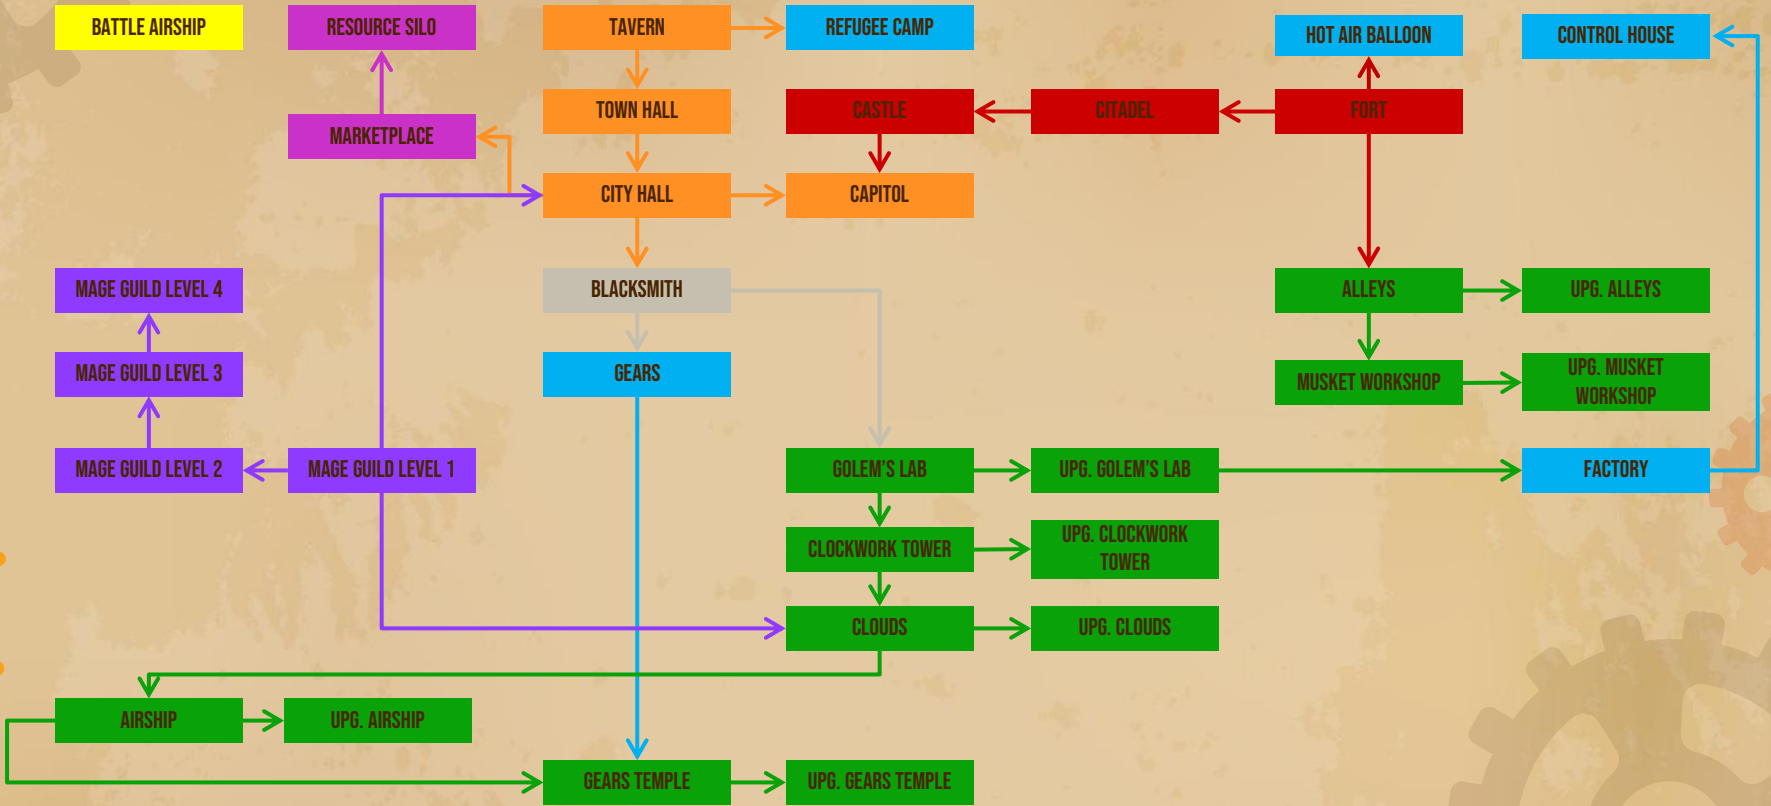 BATTLE AIRSHIP
RESOURCE SILO
TAVERN
REFUGEE CAMP
HOT AIR BALLOON
CONTROL HOUSE
MARKETPLACE
TOWN HALL
CASTLE
CITADEL
FORT
CITY HALL
CAPITOL
MAGE GUILD LEVEL 4
BLACKSMITH
ALLEYS
UPG. ALLEYS
MAGE GUILD LEVEL 3
GEARS
MUSKET WORKSHOP
UPG. MUSKET
WORKSHOP
MAGE GUILD LEVEL 2
MAGE GUILD LEVEL 1
GOLEM'S LAB
UPG. GOLEM'S LAB
FACTORY
CLOCKWORK TOWER
UPG. CLOCKWORK
TOWER
CLOUDS
UPG. CLOUDS
AIRSHIP
UPG. AIRSHIP
GEARS TEMPLE
UPG. GEARS TEMPLE